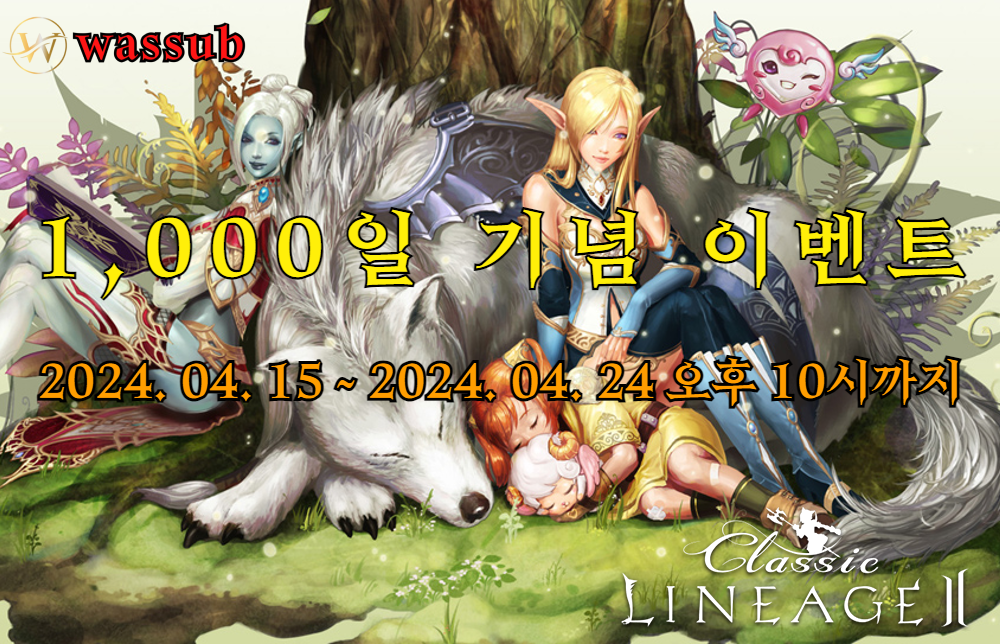 wassub
1,000일 기념 이벤트
2024. 04. 15 ~ 2024. 04. 24 오후 10시까지
Classic
LINEAGE II